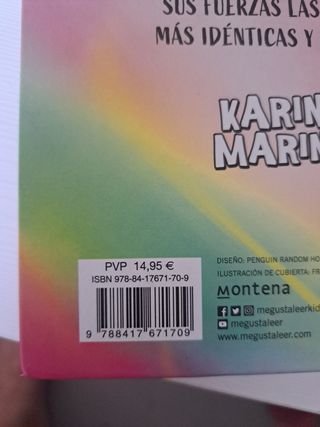 SUS FUERZAS LAS
MÁS IDÉNTICAS Y
KARIN
MARIN
PVP 14,95 €
ISBN 978-84-17671-70-9
9 788417 671709
DISEÑO: PENGUIN RANDOM HO
ILUSTRACIÓN DE CUBIERTA: FR
montena
megustaleerkid
megustaleer
www.megustaleer.com